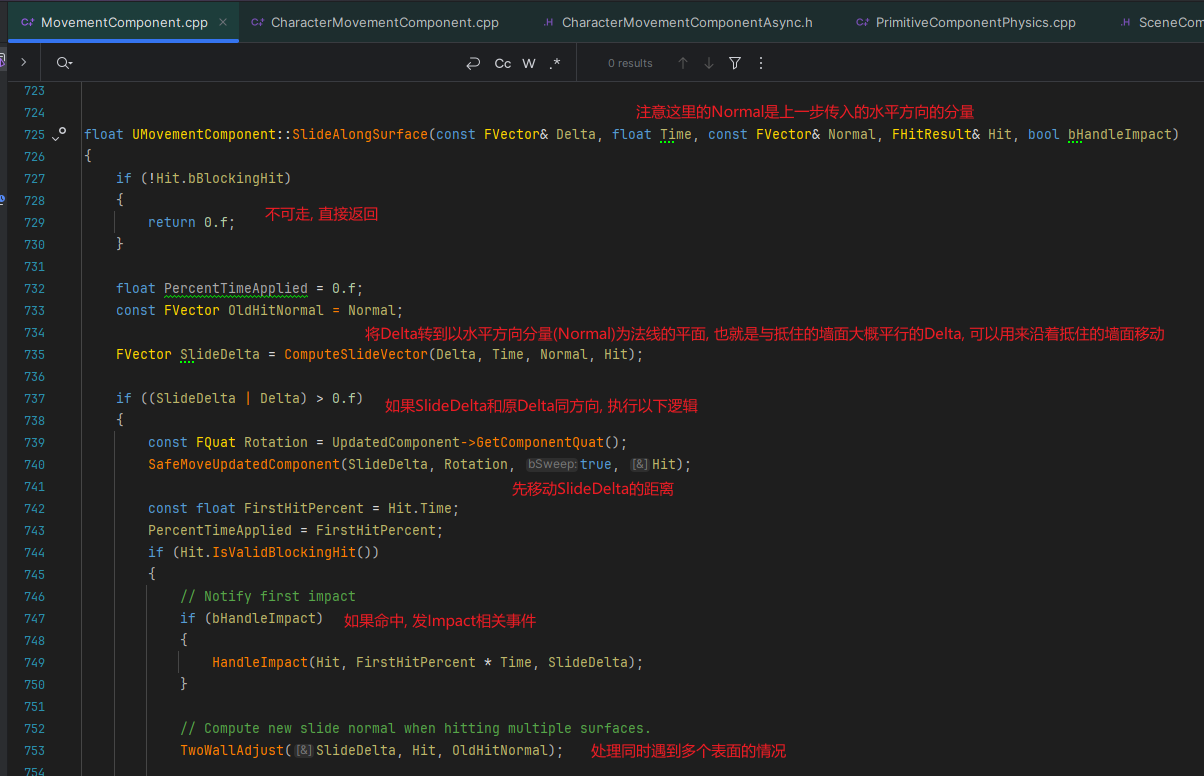 MovementComponent.cpp
CharacterMovementComponent.cpp
CharacterMovementComponentAsync.h
PrimitiveComponentPhysics.cpp
SceneCom
Cc W .* 0 results
723
724 注意这里的Normal是上一步传入的水平方向的分量
725 float UMovementComponent::SlideAlongSurface(const FVector& Delta, float Time, const FVector& Normal, FHitResult& Hit, bool bHandleImpact)
726 {
727 if (!Hit.bBlockingHit)
728 {
729 return 0.f; 不可走, 直接返回
730 }
731
732 float PercentTimeApplied = 0.f;
733 const FVector OldHitNormal = Normal;
734 将Delta转到以水平方向分量(Normal)为法线的平面, 也就是与抵住的墙面大概平行的Delta, 可以用来沿着抵住的墙面移动
735 FVector SlideDelta = ComputeSlideVector(Delta, Time, Normal, Hit);
736
737 if ((SlideDelta | Delta) > 0.f) 如果SlideDelta和原Delta同方向, 执行以下逻辑
738 {
739 const FQuat Rotation = UpdatedComponent->GetComponentQuat();
740 SafeMoveUpdatedComponent(SlideDelta, Rotation, bSweep: true, [&] Hit);
741 先移动SlideDelta的距离
742 const float FirstHitPercent = Hit.Time;
743 PercentTimeApplied = FirstHitPercent;
744 if (Hit.IsValidBlockingHit())
745 {
746 // Notify first impact
747 if (bHandleImpact) 如果命中, 发Impact相关事件
748 {
749 HandleImpact(Hit, FirstHitPercent * Time, SlideDelta);
750 }
751
752 // Compute new slide normal when hitting multiple surfaces.
753 TwoWallAdjust([&] SlideDelta, Hit, OldHitNormal); 处理同时遇到多个表面的情况
754